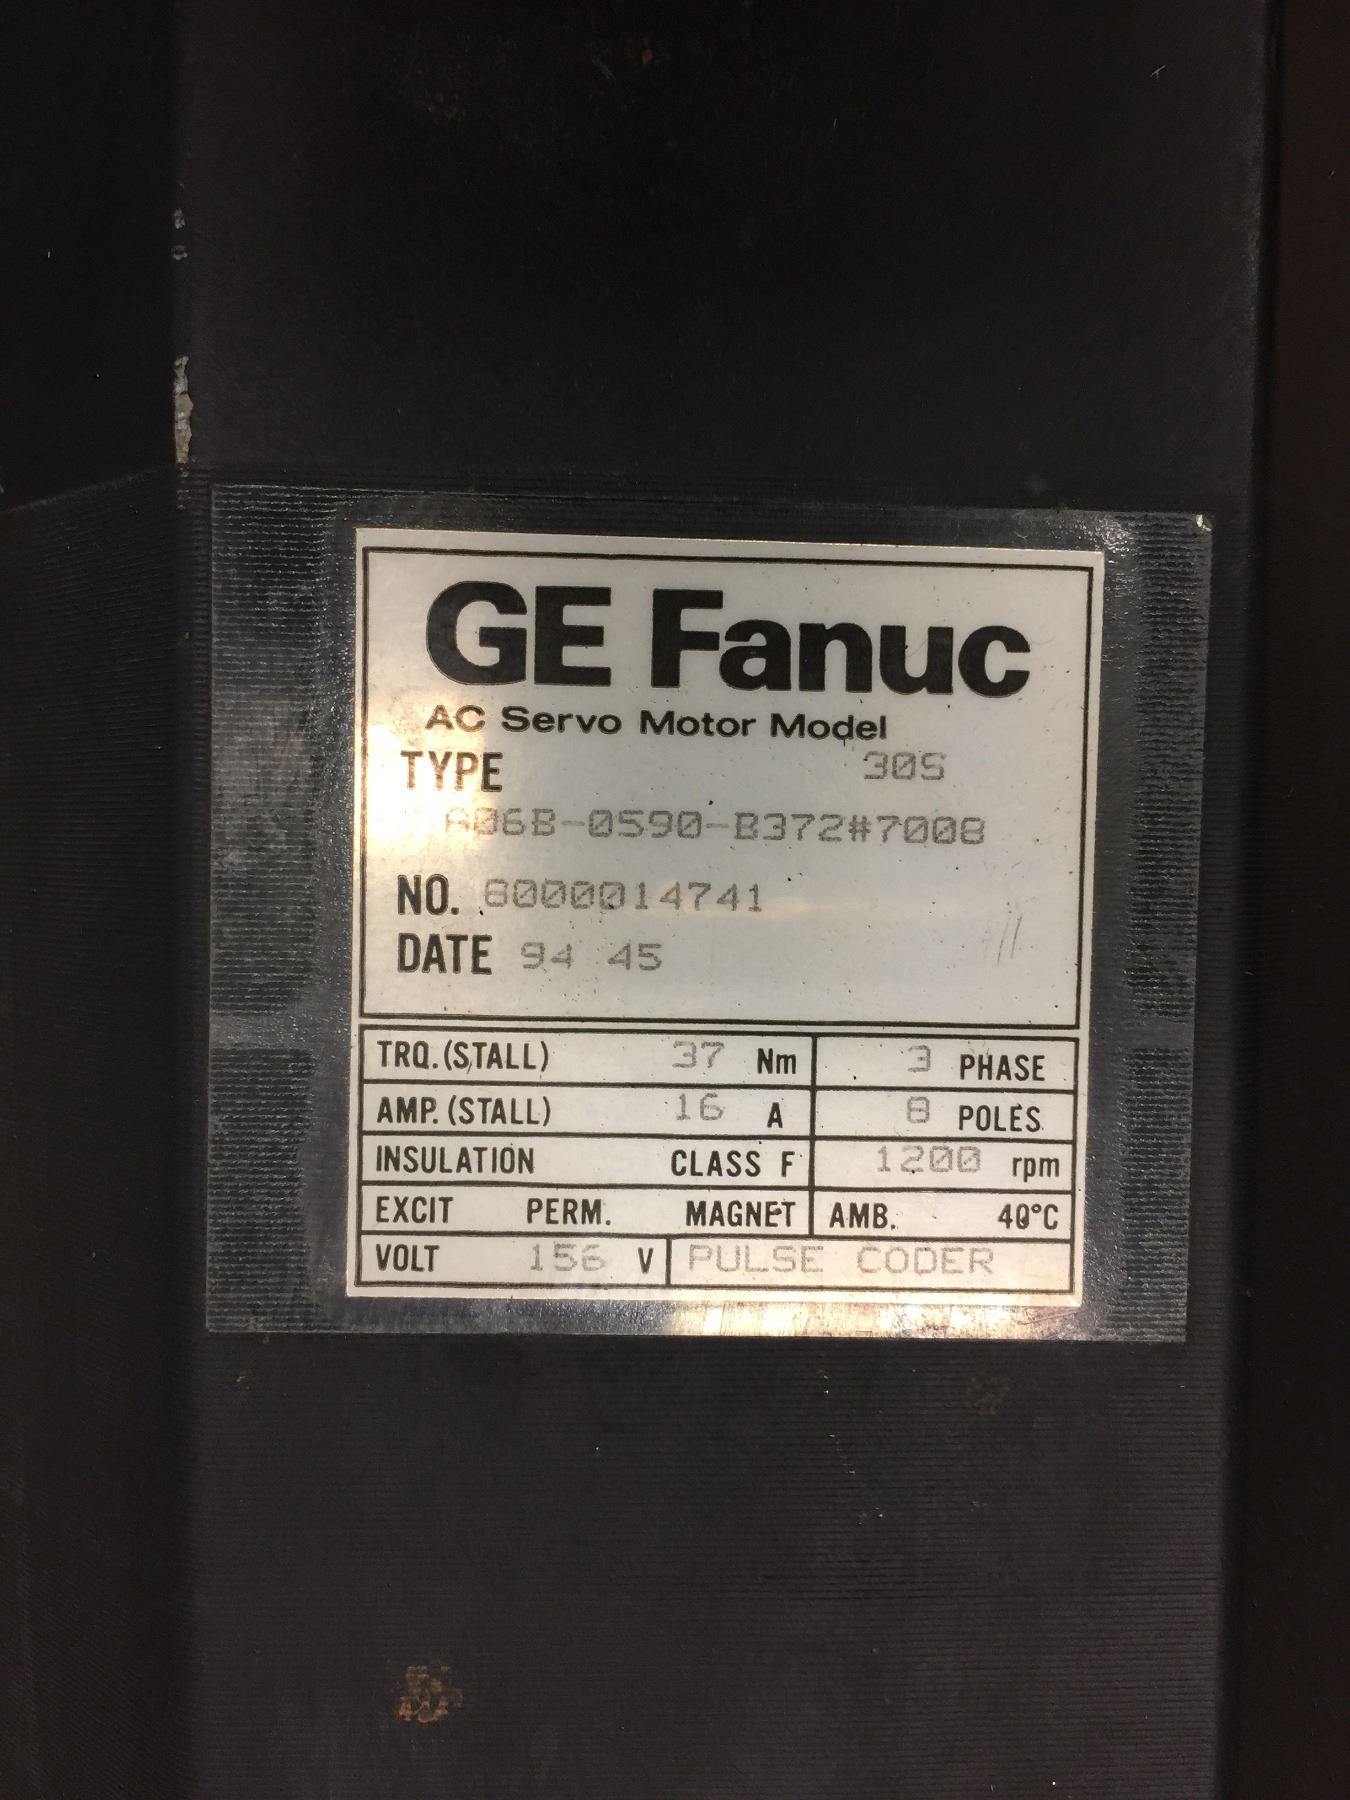 GE Fanuc
AC Servo Motor Model
TYPE 30S
A06B-0590-B372#7008
NO. 8000014741
DATE 94 45
TRQ.(STALL) 37 Nm 3 PHASE
AMP.(STALL) 16 A 8 POLES
INSULATION CLASS F 1200 rpm
EXCIT PERM. MAGNET AMB. 40°C
VOLT 156 V PULSE CODER